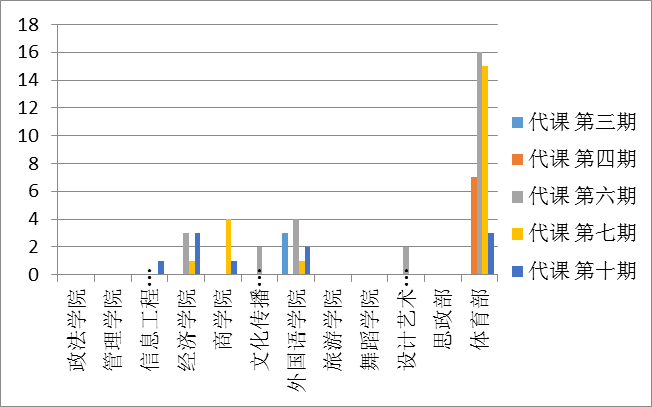 18
16
14
12
10
8
6
4
2
0
政法学院
管理学院
信息工程…
经济学院
商学院
文化传播…
外国语学院
旅游学院
舞蹈学院
设计艺术…
思政部
体育部
代课 第三期
代课 第四期
代课 第六期
代课 第七期
代课 第十期